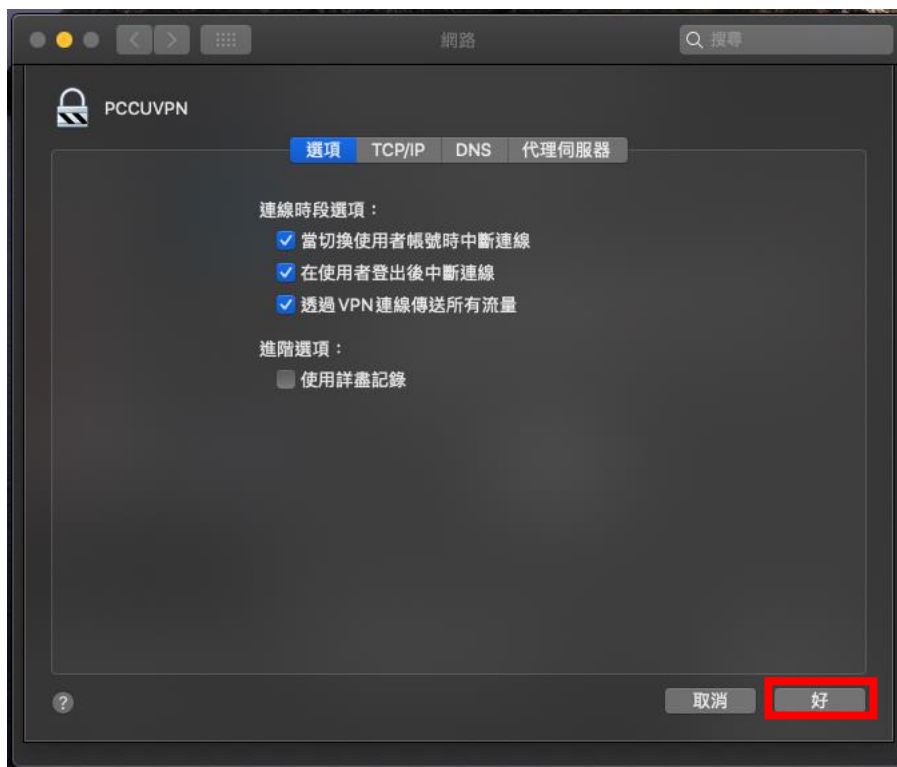 網路
搜尋
PCCUVPN
選項 TCP/IP DNS 代理伺服器
連線時段選項：
當切換使用者帳號時中斷連線
在使用者登出後中斷連線
透過 VPN 連線傳送所有流量
進階選項：
使用詳盡記錄
?
取消 好